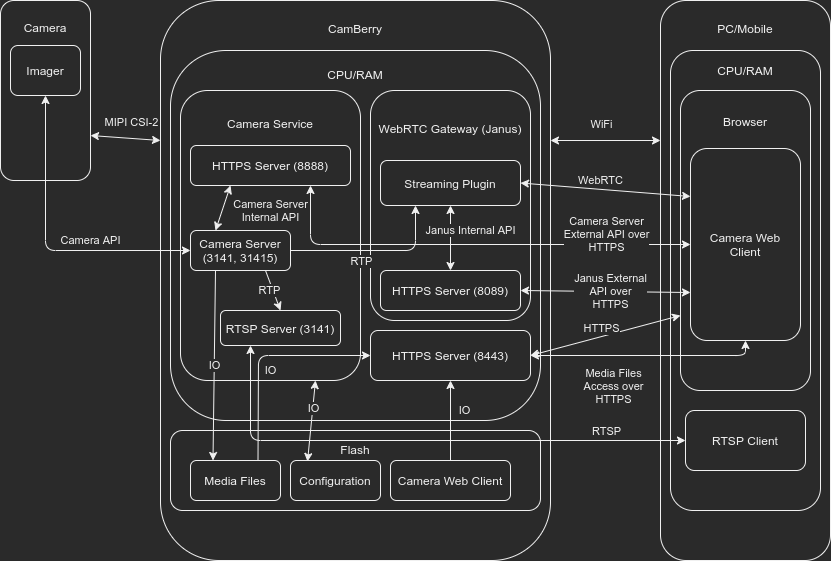 Camera
Imager
MIPI CSI-2
Camera API
CamBerry
CPU/RAM
Camera Service
HTTPS Server (8888)
Camera Server
Internal API
Camera Server
(3141, 31415)
RTP
RTSP Server (3141)
IO
IO
IO
RTP
WebRTC Gateway (Janus)
Streaming Plugin
Janus Internal API
HTTPS Server (8089)
HTTPS Server (8443)
IO
Flash
Media Files
Configuration
Camera Web Client
WiFi
WebRTC
Camera Server
External API over
HTTPS
Janus External
API over
HTTPS
HTTPS
Media Files
Access over
HTTPS
RTSP
PC/Mobile
CPU/RAM
Browser
Camera Web
Client
RTSP Client